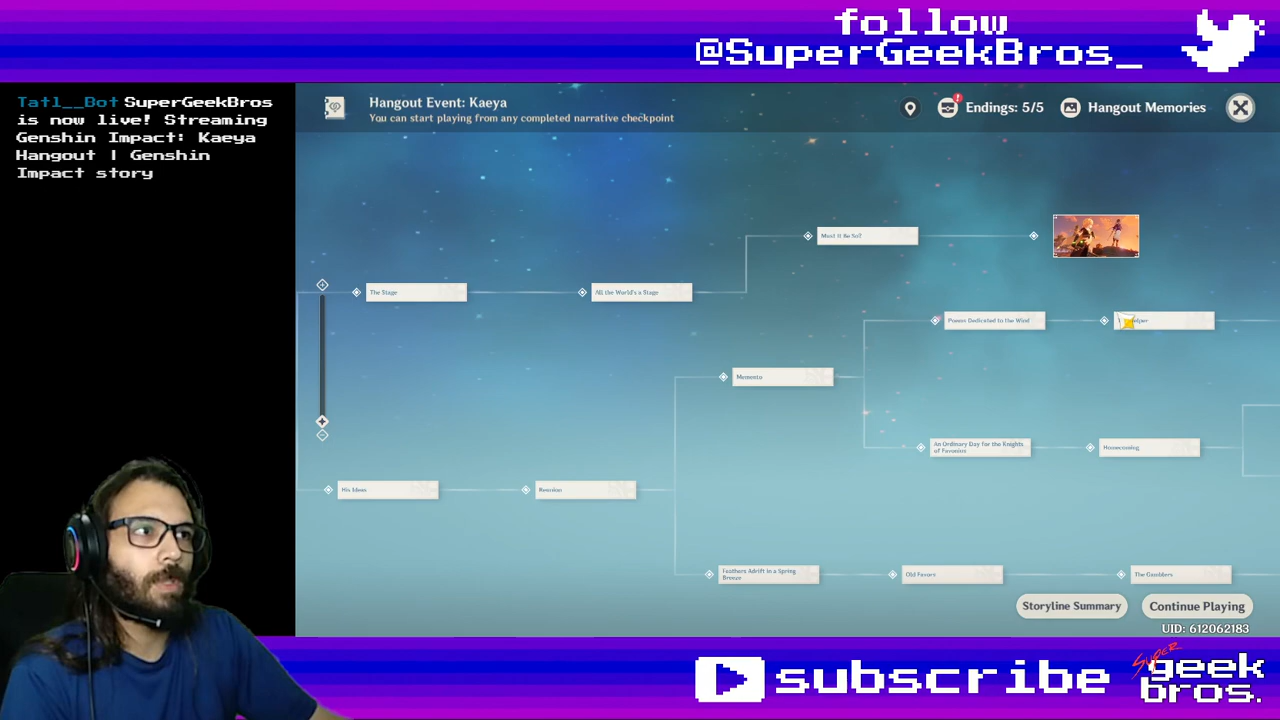 follow
@SuperGeekBros_
Tatl__Bot SuperGeekBros
is now live! Streaming
Genshin Impact: Kaeya
Hangout | Genshin
Impact story
Hangout Event: Kaeya
You can start playing from any completed narrative checkpoint
Endings: 5/5
Hangout Memories
Must It Be So?
The Stage
All the World's a Stage
Poems Dedicated to the Wind
Memento
An Ordinary Day for the Knights
of Favonius
Homecoming
His Ideas
Reunion
Feathers Adrift in a Spring
Breeze
Old Favors
The Gamblers
Storyline Summary
Continue Playing
UID: 612062183
subscribe
Super
geek
bros.